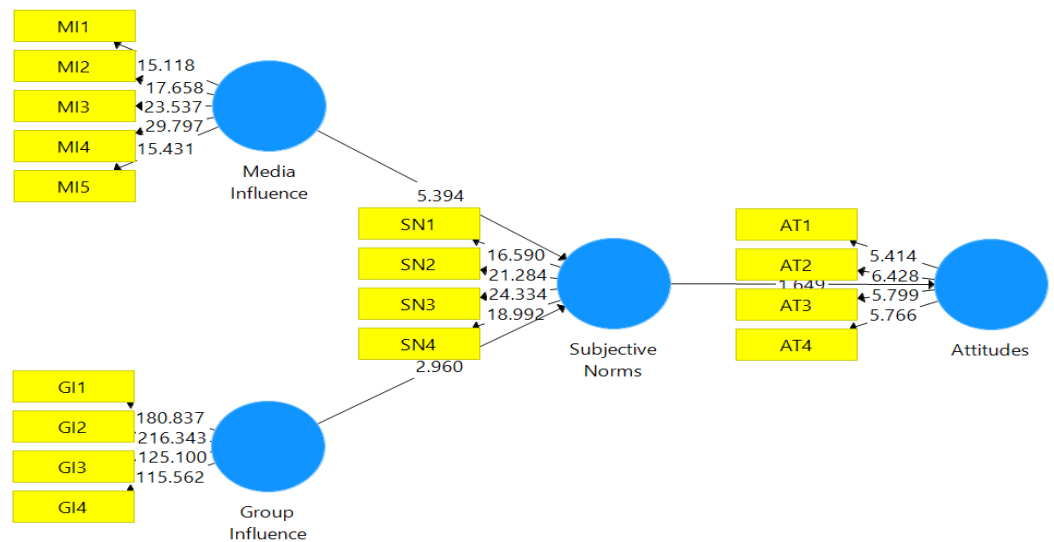 MI1
MI2
MI3
MI4
MI5
15.118
17.658
23.537
29.797
15.431
Media
Influence
5.394
SN1
SN2
SN3
SN4
16.590
21.284
24.334
18.992
2.960
Subjective
Norms
1.649
AT1
AT2
AT3
AT4
5.414
6.428
5.799
5.766
Attitudes
GI1
GI2
GI3
GI4
180.837
216.343
125.100
115.562
Group
Influence